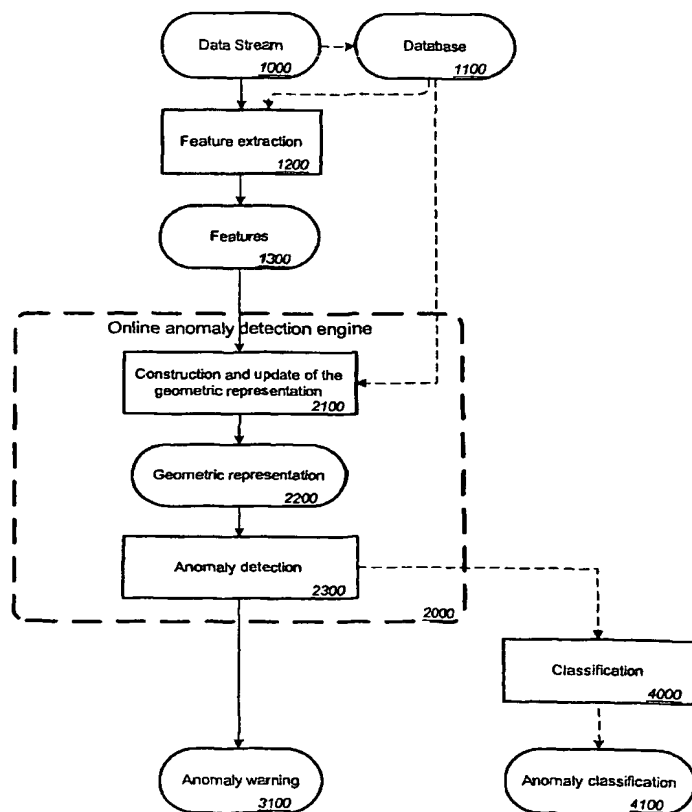 Data Stream
1000
Database
1100
Feature extraction
1200
Features
1300
Online anomaly detection engine
Construction and update of the
geometric representation
2100
Geometric representation
2200
Anomaly detection
2300
2000
Classification
4000
Anomaly warning
3100
Anomaly classification
4100